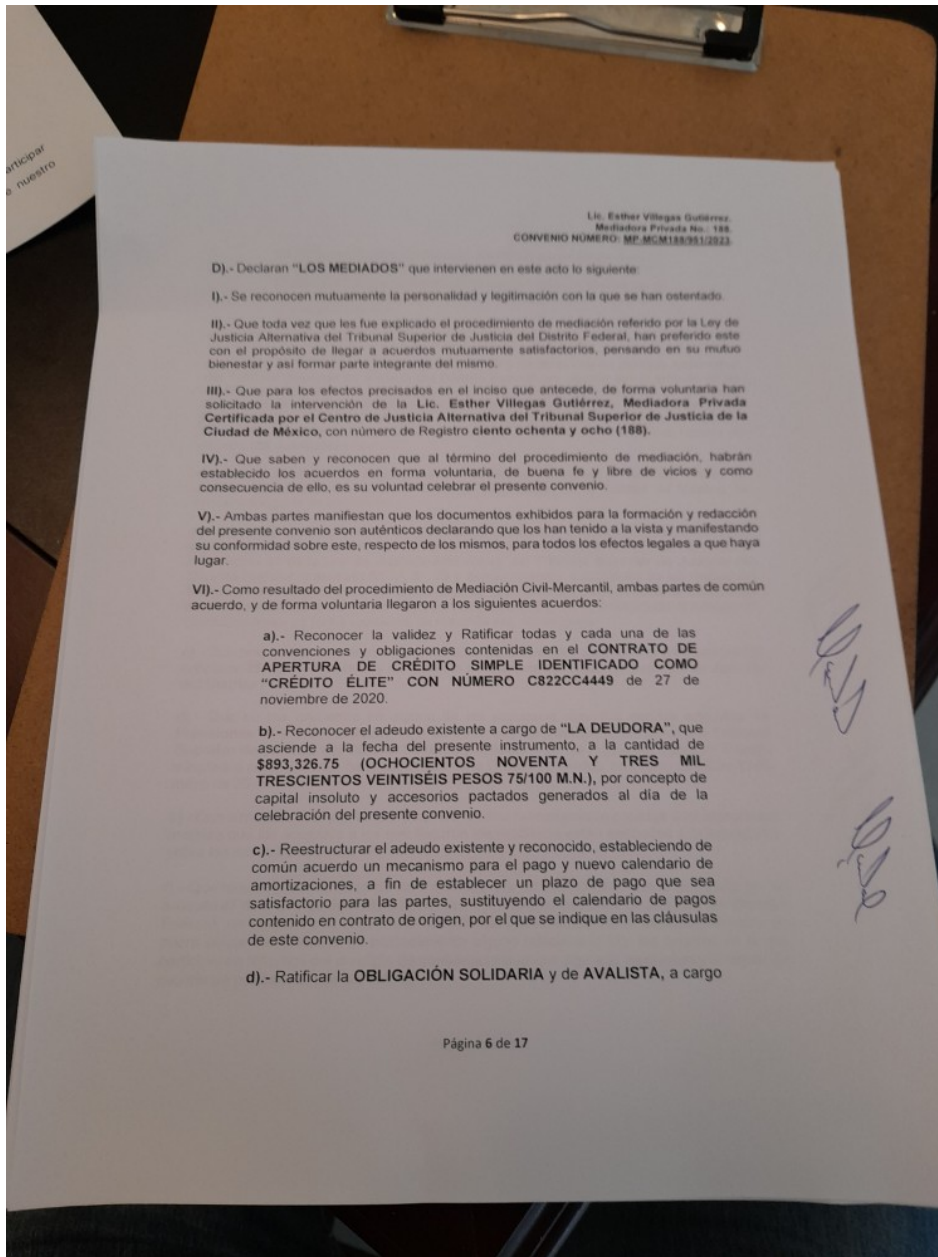 articipar
e nuestro
Lic. Esther Villegas Gutiérrez.
Mediadora Privada No.: 188.
CONVENIO NÚMERO: MP-MCM188/951/2023
D).- Declaran "LOS MEDIADOS" que intervienen en este acto lo siguiente:
I).- Se reconocen mutuamente la personalidad y legitimación con la que se han ostentado.
II).- Que toda vez que les fue explicado el procedimiento de mediación referido por la Ley de
Justicia Alternativa del Tribunal Superior de Justicia del Distrito Federal, han preferido este
con el propósito de llegar a acuerdos mutuamente satisfactorios, pensando en su mutuo
bienestar y así formar parte integrante del mismo.
III).- Que para los efectos precisados en el inciso que antecede, de forma voluntaria han
solicitado la intervención de la Lic. Esther Villegas Gutiérrez, Mediadora Privada
Certificada por el Centro de Justicia Alternativa del Tribunal Superior de Justicia de la
Ciudad de México, con número de Registro ciento ochenta y ocho (188).
IV).- Que saben y reconocen que al término del procedimiento de mediación, habrán
establecido los acuerdos en forma voluntaria, de buena fe y libre de vicios y como
consecuencia de ello, es su voluntad celebrar el presente convenio.
V).- Ambas partes manifiestan que los documentos exhibidos para la formación y redacción
del presente convenio son auténticos declarando que los han tenido a la vista y manifestando
su conformidad sobre este, respecto de los mismos, para todos los efectos legales a que haya
lugar.
VI).- Como resultado del procedimiento de Mediación Civil-Mercantil, ambas partes de común
acuerdo, y de forma voluntaria llegaron a los siguientes acuerdos:
a).- Reconocer la validez y Ratificar todas y cada una de las
convenciones y obligaciones contenidas en el CONTRATO DE
APERTURA DE CRÉDITO SIMPLE IDENTIFICADO COMO
"CRÉDITO ÉLITE" CON NÚMERO C822CC4449 de 27 de
noviembre de 2020.
b).- Reconocer el adeudo existente a cargo de "LA DEUDORA", que
asciende a la fecha del presente instrumento, a la cantidad de
$893,326.75 (OCHOCIENTOS NOVENTA Y TRES MIL
TRESCIENTOS VEINTISÉIS PESOS 75/100 M.N.), por concepto de
capital insoluto y accesorios pactados generados al día de la
celebración del presente convenio.
c).- Reestructurar el adeudo existente y reconocido, estableciendo de
común acuerdo un mecanismo para el pago y nuevo calendario de
amortizaciones, a fin de establecer un plazo de pago que sea
satisfactorio para las partes, sustituyendo el calendario de pagos
contenido en contrato de origen, por el que se indique en las cláusulas
de este convenio.
d).- Ratificar la OBLIGACIÓN SOLIDARIA y de AVALISTA, a cargo
Página 6 de 17